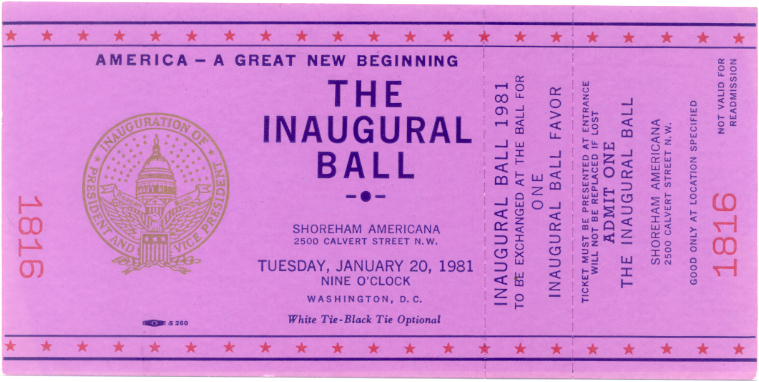 AMERICA – A GREAT NEW BEGINNING
THE
INAUGURAL
BALL
INAUGURATION OF
PRESIDENT AND VICE PRESIDENT
1816
SHOREHAM AMERICANA
2500 CALVERT STREET N.W.
TUESDAY, JANUARY 20, 1981
NINE O'CLOCK
WASHINGTON, D.C.
White Tie-Black Tie Optional
S 260
INAUGURAL BALL 1981
TO BE EXCHANGED AT THE BALL FOR
ONE
INAUGURAL BALL FAVOR
TICKET MUST BE PRESENTED AT ENTRANCE
WILL NOT BE REPLACED IF LOST
ADMIT ONE
THE INAUGURAL BALL
SHOREHAM AMERICANA
2500 CALVERT STREET N.W.
GOOD ONLY AT LOCATION SPECIFIED
1816
NOT VALID FOR
READMISSION